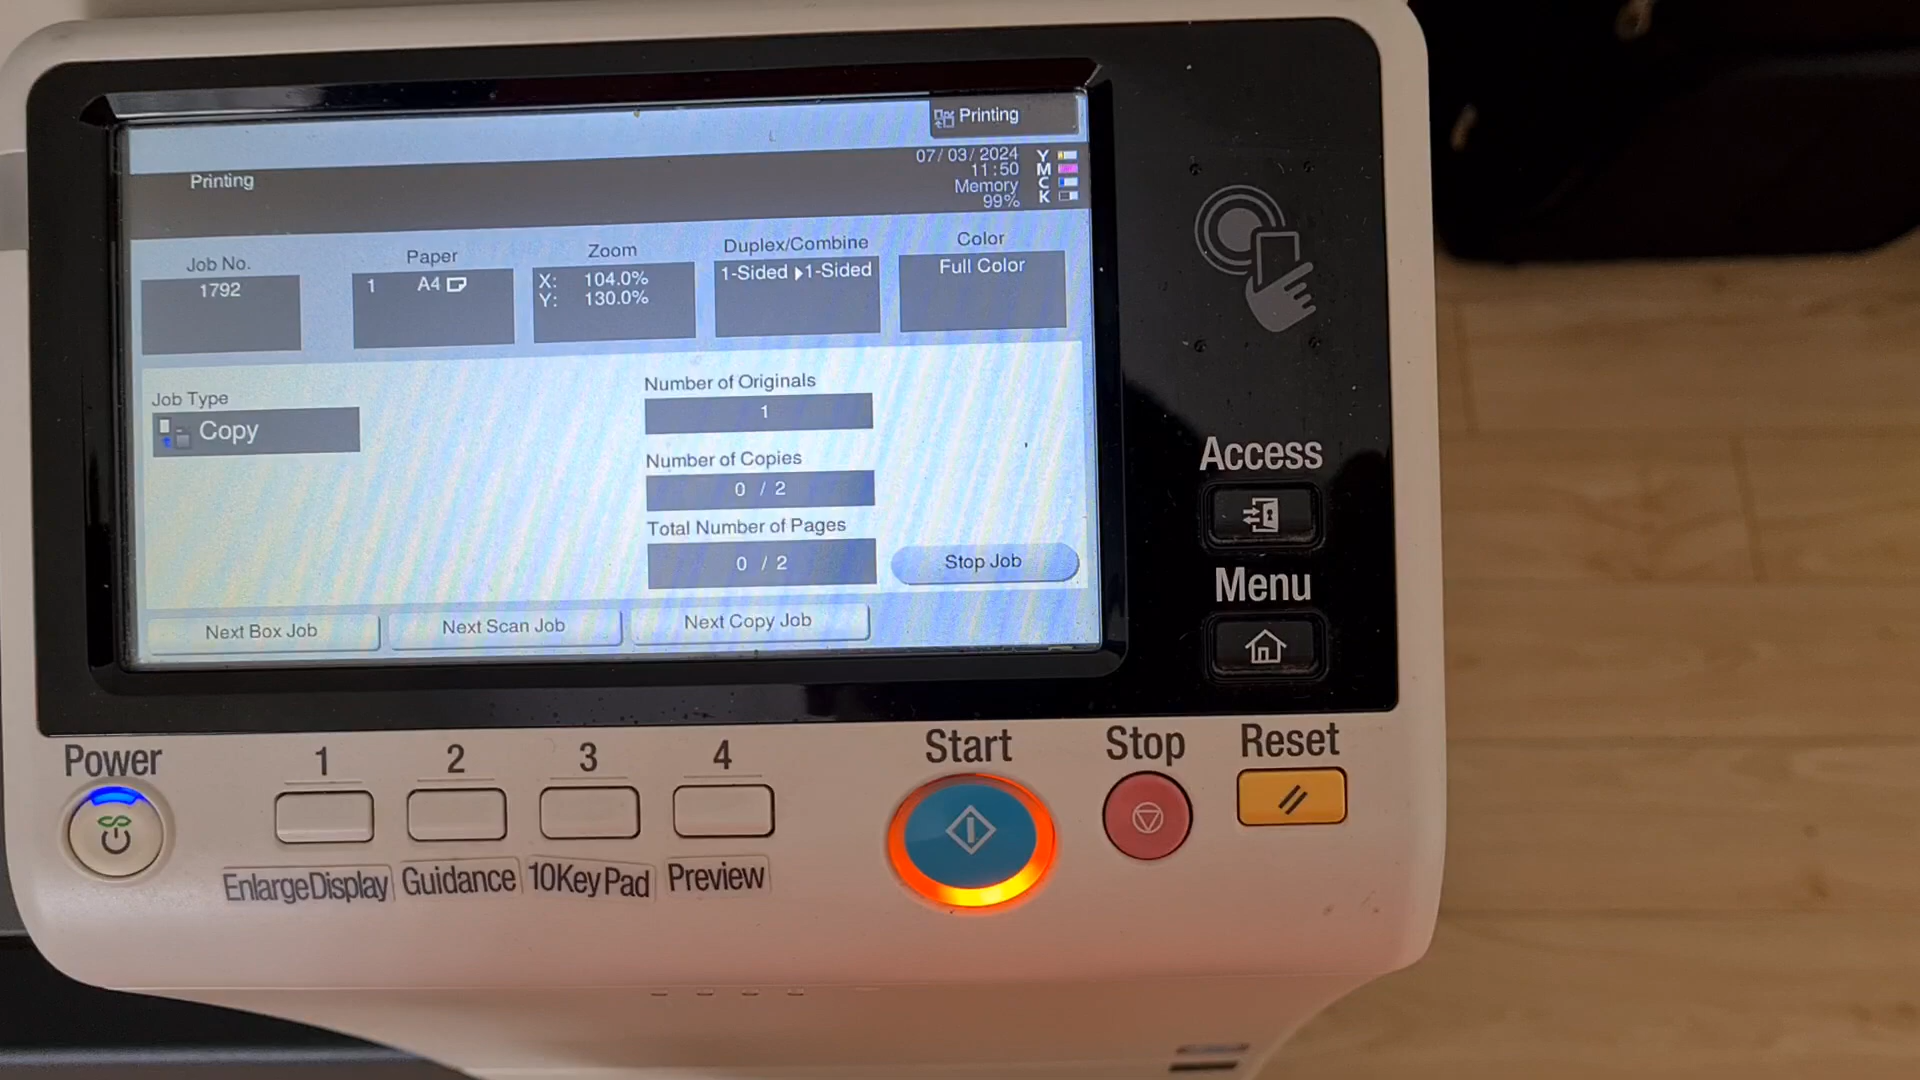 Printing
Printing
07/03/2024
11:50
Memory
99%
Y
M
C
K
Job No.
1792
Paper
1 A4
Zoom
X: 104.0%
Y: 130.0%
Duplex/Combine
1-Sided ▶1-Sided
Color
Full Color
Job Type
Copy
Number of Originals
1
Number of Copies
0 / 2
Total Number of Pages
0 / 2
Stop Job
Next Box Job
Next Scan Job
Next Copy Job
Access
Menu
Power
1
2
3
4
Start
Stop
Reset
EnlargeDisplay
Guidance
10KeyPad
Preview